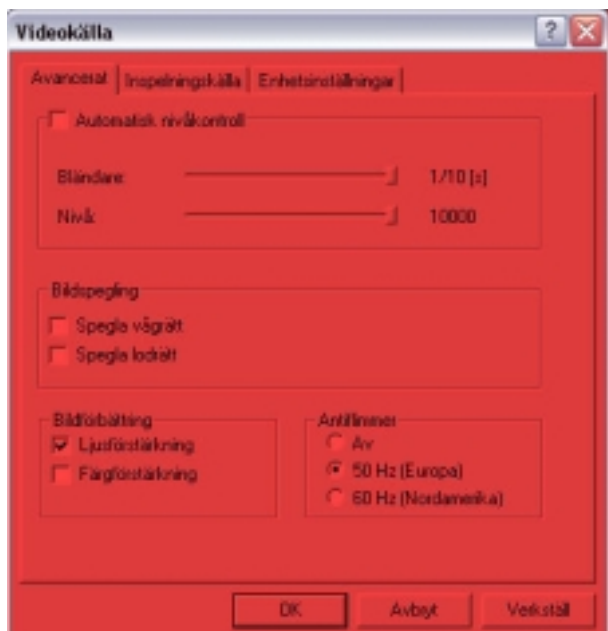 Videokälla
Avancerat Inspelningskälla Enhetsinställningar
Automatisk nivåkontroll
Bländare: 1/10 [s]
Nivå: 10000
Bildspegling
Spegla vågrätt
Spegla lodrätt
Bildförbättring
Ljusförstärkning
Färgförstärkning
Antiflimmer
Av
50 Hz (Europa)
60 Hz (Nordamerika)
OK Avbryt Verkställ